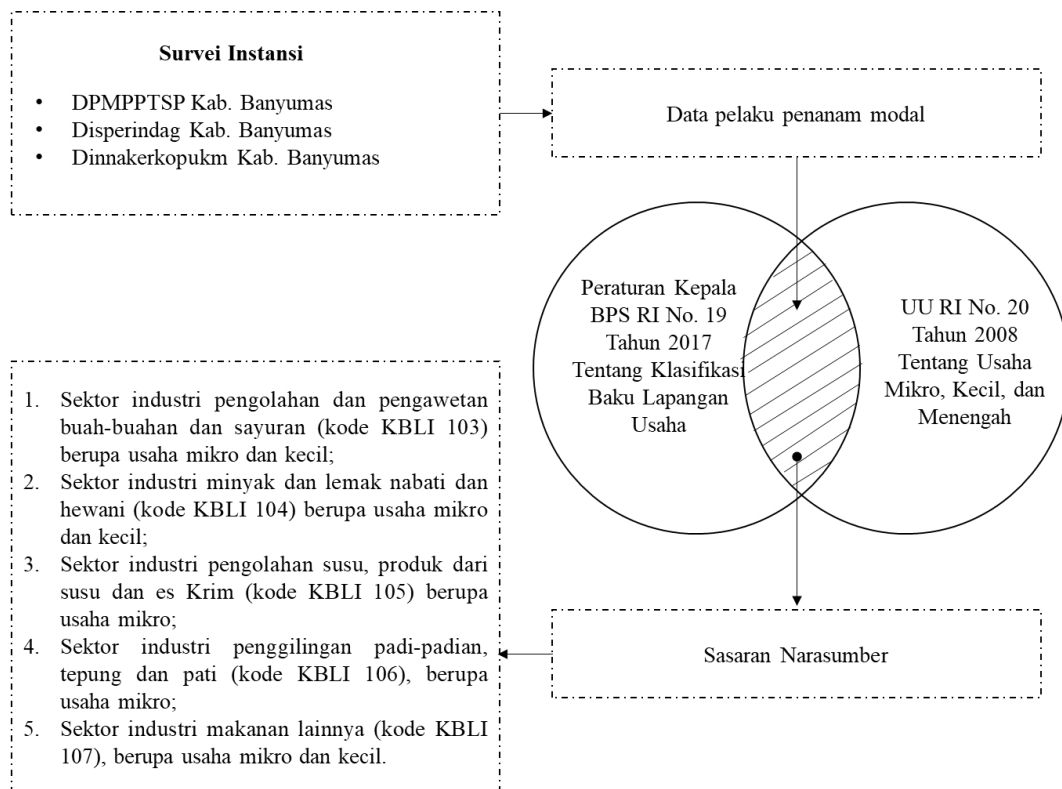 Survei Instansi
• DPMPPTSP Kab. Banyumas
• Disperindag Kab. Banyumas
• Dinnakerkopukm Kab. Banyumas
Data pelaku penanam modal
Peraturan Kepala
BPS RI No. 19
Tahun 2017
Tentang Klasifikasi
Baku Lapangan
Usaha
UU RI No. 20
Tahun 2008
Tentang Usaha
Mikro, Kecil, dan
Menengah
Sasaran Narasumber
1. Sektor industri pengolahan dan pengawetan
buah-buahan dan sayuran (kode KBLI 103)
berupa usaha mikro dan kecil;
2. Sektor industri minyak dan lemak nabati dan
hewani (kode KBLI 104) berupa usaha mikro
dan kecil;
3. Sektor industri pengolahan susu, produk dari
susu dan es Krim (kode KBLI 105) berupa
usaha mikro;
4. Sektor industri penggilingan padi-padian,
tepung dan pati (kode KBLI 106), berupa
usaha mikro;
5. Sektor industri makanan lainnya (kode KBLI
107), berupa usaha mikro dan kecil.